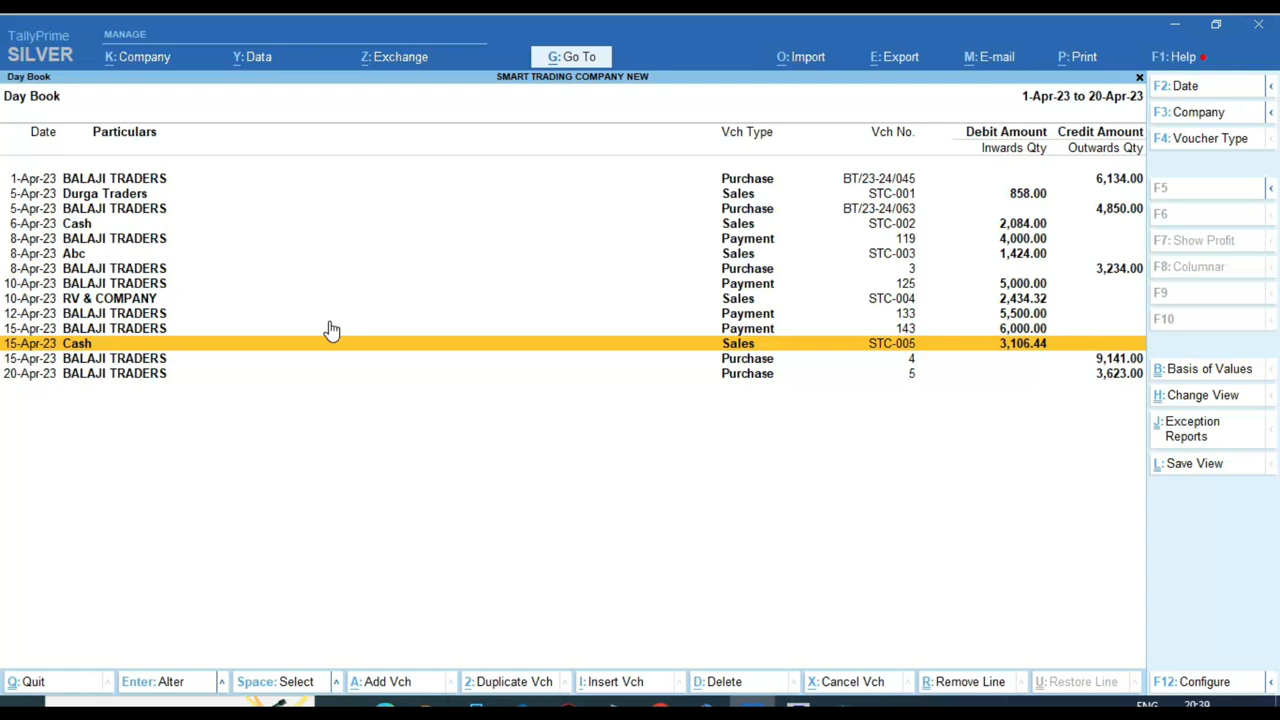 TallyPrime
SILVER
MANAGE
K: Company
Y: Data
Z: Exchange
G: Go To
O: Import
E: Export
M: E-mail
P: Print
F1: Help
Day Book
SMART TRADING COMPANY NEW
×
Day Book
1-Apr-23 to 20-Apr-23
Date Particulars Vch Type Vch No. Debit Amount Credit Amount
Inwards Qty Outwards Qty
1-Apr-23 BALAJI TRADERS Purchase BT/23-24/045 6,134.00
5-Apr-23 Durga Traders Sales STC-001 858.00
5-Apr-23 BALAJI TRADERS Purchase BT/23-24/063 4,850.00
6-Apr-23 Cash Sales STC-002 2,084.00
8-Apr-23 BALAJI TRADERS Payment 119 4,000.00
8-Apr-23 Abc Sales STC-003 1,424.00
8-Apr-23 BALAJI TRADERS Purchase 3 3,234.00
10-Apr-23 BALAJI TRADERS Payment 125 5,000.00
10-Apr-23 RV & COMPANY Sales STC-004 2,434.32
12-Apr-23 BALAJI TRADERS Payment 133 5,500.00
15-Apr-23 BALAJI TRADERS Payment 143 6,000.00
15-Apr-23 Cash Sales STC-005 3,106.44
15-Apr-23 BALAJI TRADERS Purchase 4 9,141.00
20-Apr-23 BALAJI TRADERS Purchase 5 3,623.00
F2: Date
F3: Company
F4: Voucher Type
F5
F6
F7: Show Profit
F8: Columnar
F9
F10
B: Basis of Values
H: Change View
J: Exception
Reports
L: Save View
Q: Quit
Enter: Alter
Space: Select
A: Add Vch
2: Duplicate Vch
I: Insert Vch
D: Delete
X: Cancel Vch
R: Remove Line
U: Restore Line
F12: Configure
ENG
20:39